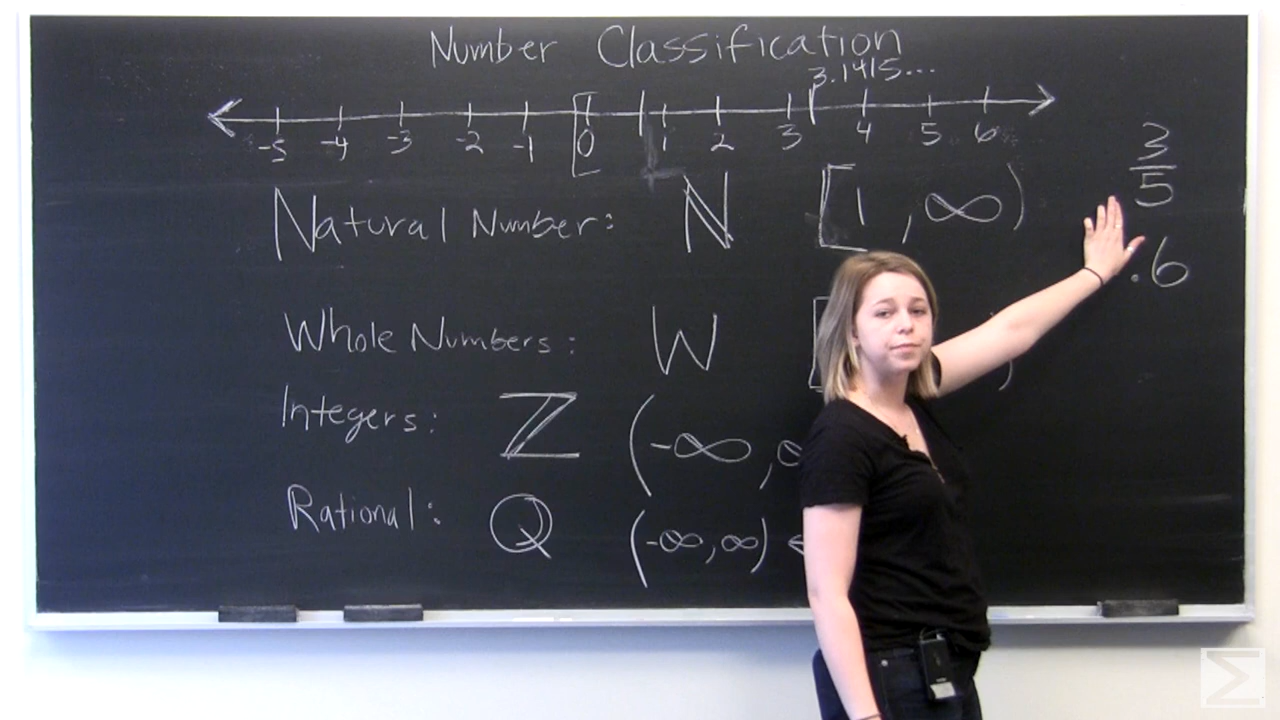 Number Classification
3.1415...
-5 -4 -3 -2 -1 0 1 2 3 4 5 6
Natural Number: N [1, ∞)
3/5
.6
Whole Numbers: W [ )
Integers: Z (-∞, ∞
Rational: Q (-∞, ∞)
Σ